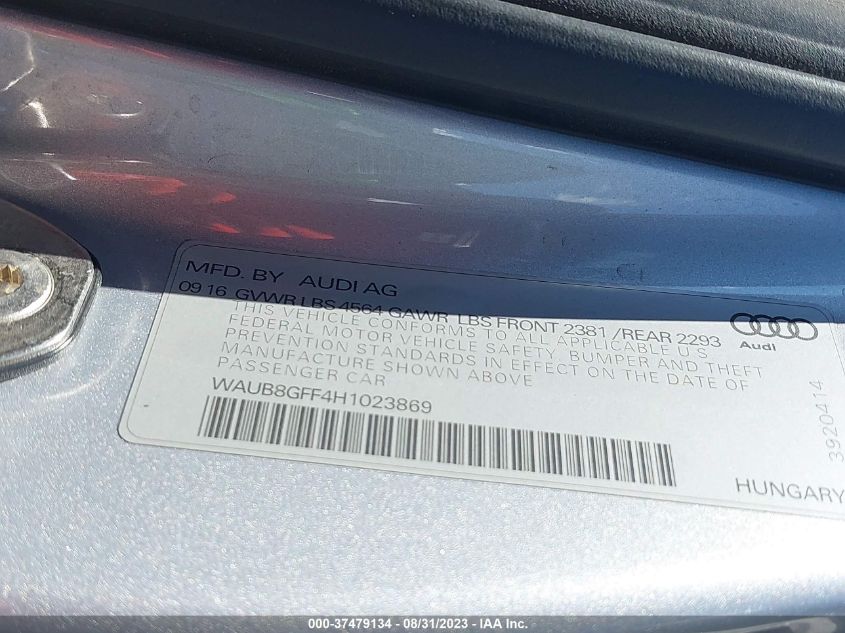 MFD. BY AUDI AG
09 16 GVWR LBS 4564 GAWR LBS FRONT 2381 /REAR 2293
THIS VEHICLE CONFORMS TO ALL APPLICABLE U S
FEDERAL MOTOR VEHICLE SAFETY, BUMPER AND THEFT
PREVENTION STANDARDS IN EFFECT ON THE DATE OF
MANUFACTURE SHOWN ABOVE
PASSENGER CAR
WAUB8GFF4H1023869
Audi
3920414
HUNGARY
000-37479134 - 08/31/2023 - IAA Inc.